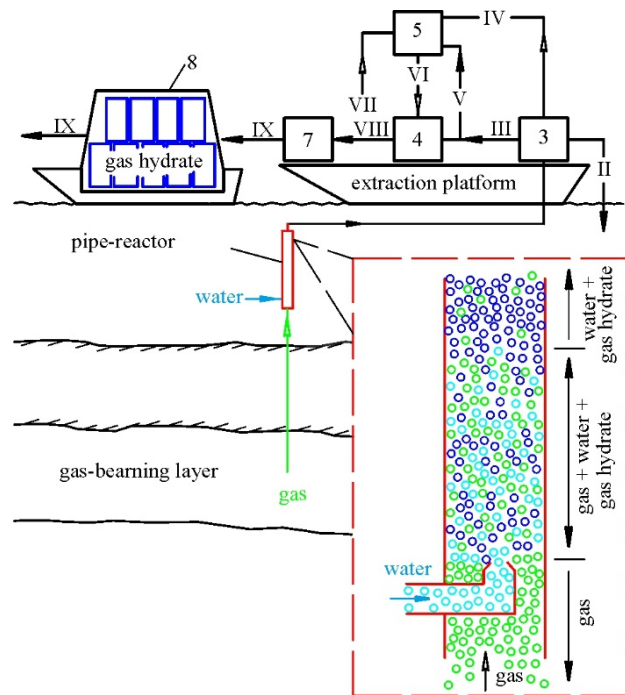 5
IV
8
VI
VII
V
IX
IX
VIII
III
7
4
3
gas hydrate
II
extraction platform
pipe-reactor
water
water +
gas hydrate
gas + water +
gas hydrate
gas-bearning layer
gas
water
gas
gas